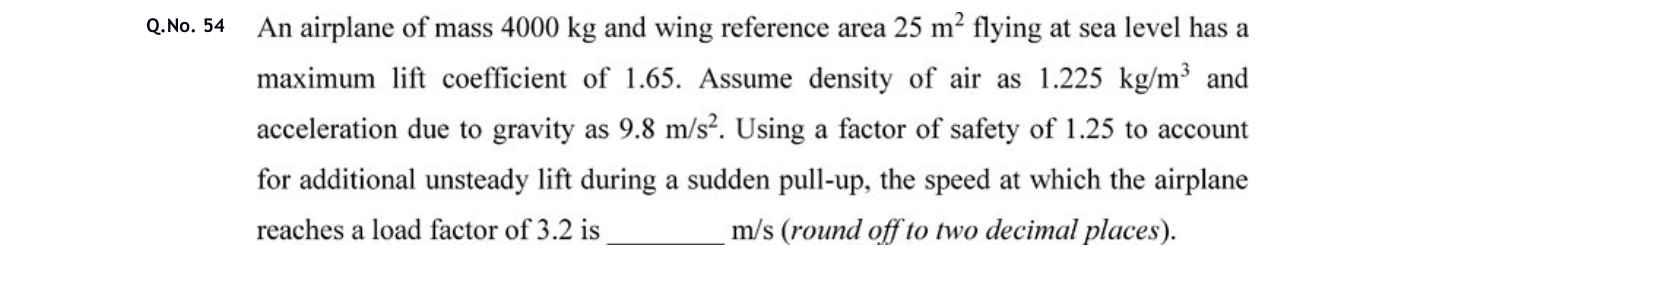 Q.No. 54 An airplane of mass 4000 kg and wing reference area 25 m² flying at sea level has a
maximum lift coefficient of 1.65. Assume density of air as 1.225 kg/m³ and
acceleration due to gravity as 9.8 m/s². Using a factor of safety of 1.25 to account
for additional unsteady lift during a sudden pull-up, the speed at which the airplane
reaches a load factor of 3.2 is ________ m/s (round off to two decimal places).